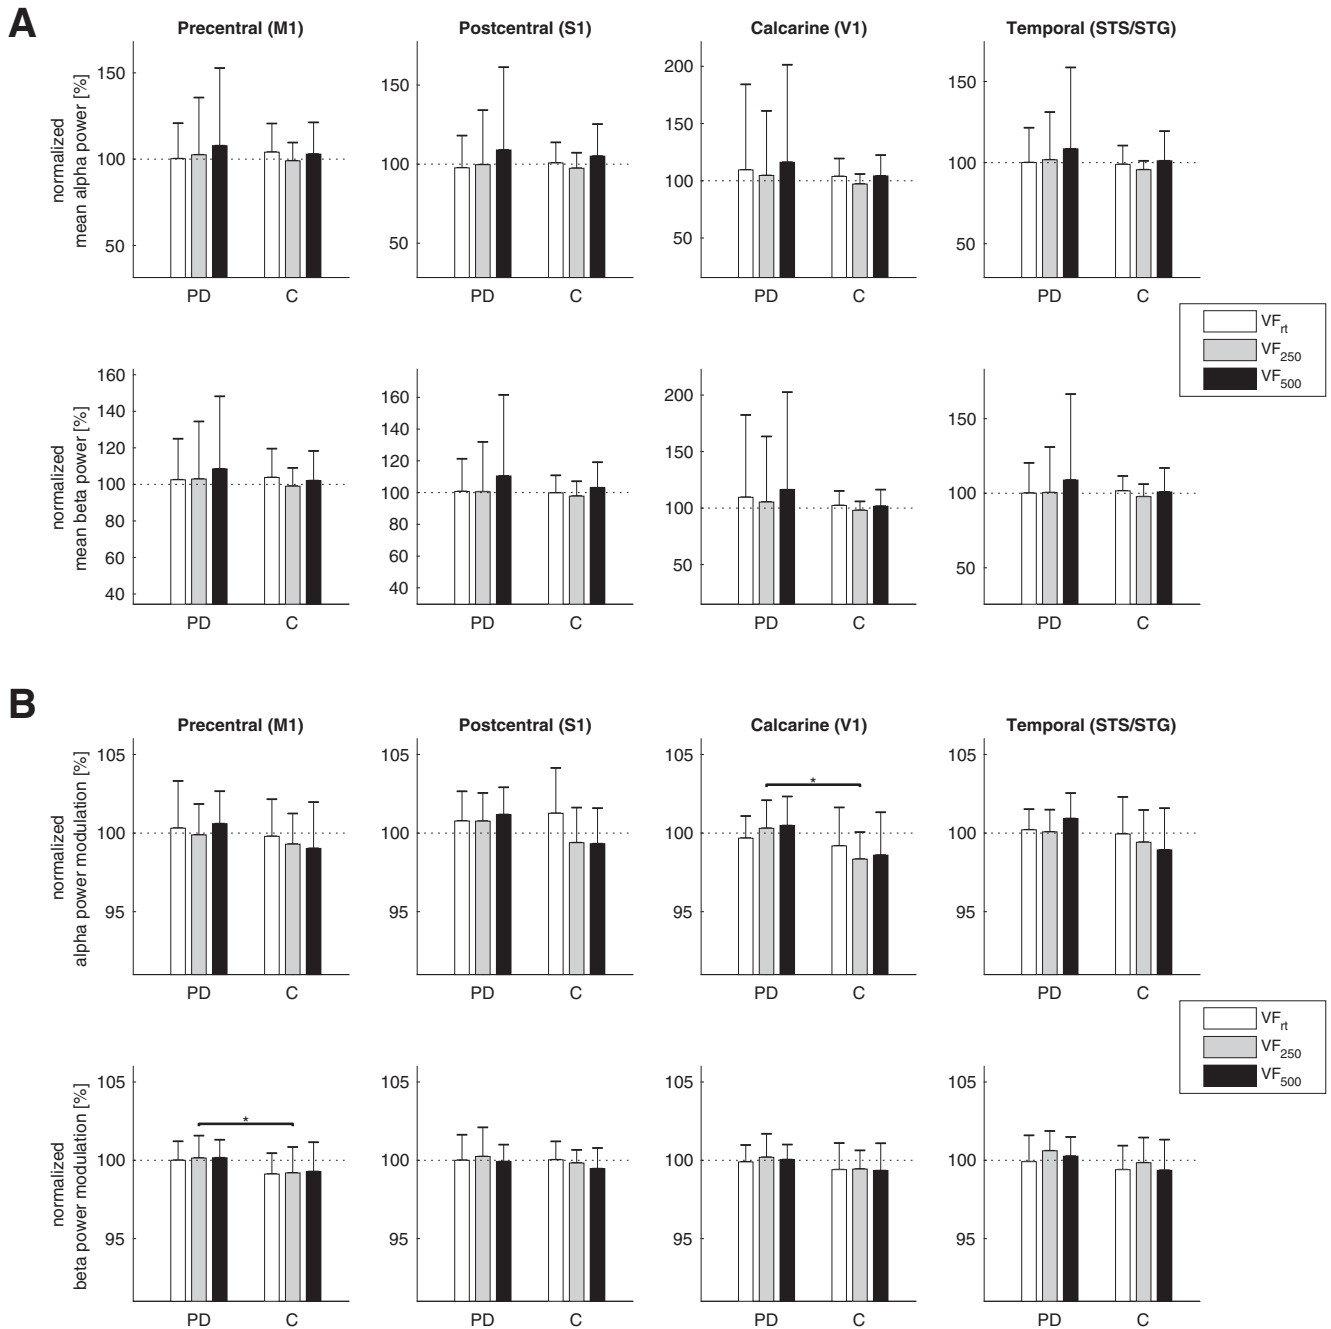 A
Precentral (M1)
Postcentral (S1)
Calcarine (V1)
Temporal (STS/STG)
normalized
mean alpha power [%]
150
100
50
PD
C
150
100
50
PD
C
200
150
100
50
PD
C
150
100
50
PD
C
VFrt
VF250
VF500
normalized
mean beta power [%]
160
140
120
100
80
60
40
PD
C
160
140
120
100
80
60
40
PD
C
200
150
100
50
PD
C
150
100
50
PD
C
B
Precentral (M1)
Postcentral (S1)
Calcarine (V1)
Temporal (STS/STG)
normalized
alpha power modulation [%]
105
100
95
PD
C
105
100
95
PD
C
105
100
95
*
PD
C
105
100
95
PD
C
VFrt
VF250
VF500
normalized
beta power modulation [%]
105
100
95
*
PD
C
105
100
95
PD
C
105
100
95
PD
C
105
100
95
PD
C